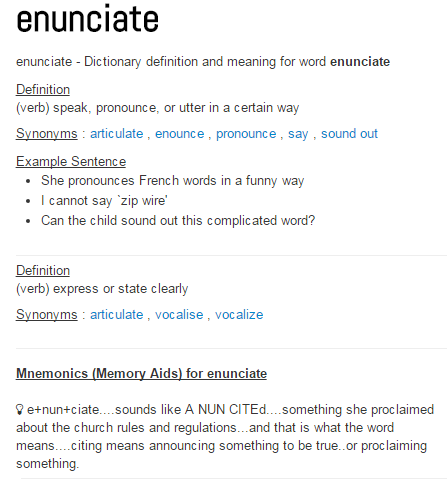 enunciate
enunciate - Dictionary definition and meaning for word enunciate
Definition
(verb) speak, pronounce, or utter in a certain way
Synonyms : articulate , enounce , pronounce , say , sound out
Example Sentence
• She pronounces French words in a funny way
• I cannot say `zip wire'
• Can the child sound out this complicated word?
Definition
(verb) express or state clearly
Synonyms : articulate , vocalise , vocalize
Mnemonics (Memory Aids) for enunciate
e+nun+ciate....sounds like A NUN CITEd....something she proclaimed
about the church rules and regulations...and that is what the word
means....citing means announcing something to be true..or proclaiming
something.